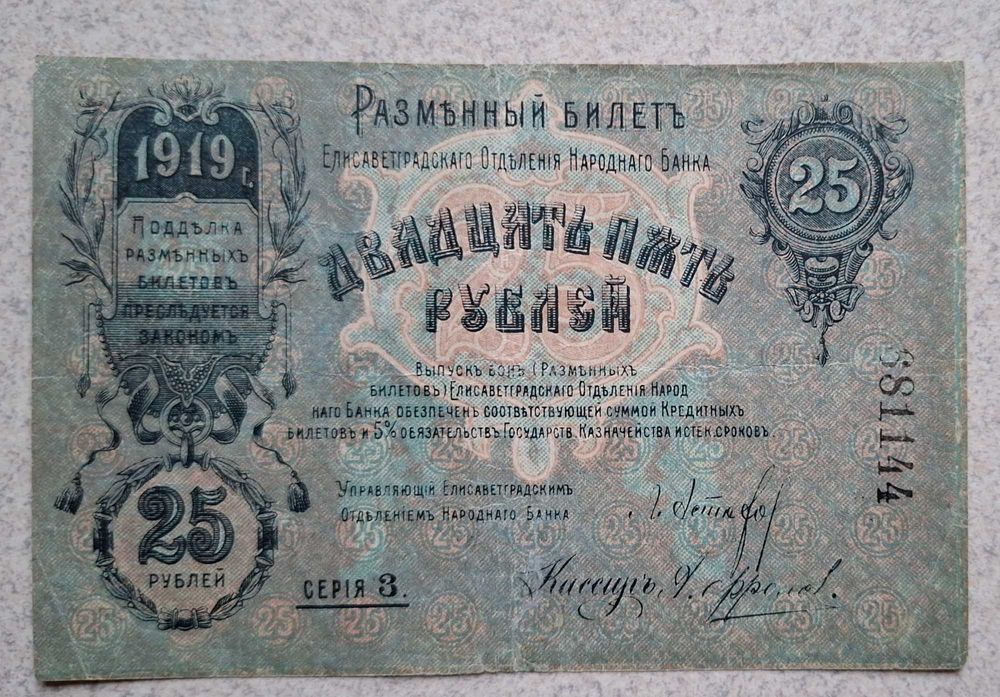 1919 г.
Поддѣлка
размѣнныхъ
билетовъ
преслѣдуется
закономъ
25
рублей
Размѣнный билетъ
Елисаветградскаго Отдѣленія Народнаго Банка
Двадцать пять
рублей
25
Выпускъ бонъ (Размѣнныхъ
билетовъ) Елисаветградскаго Отдѣленія Народ
наго Банка обезпеченъ соотвѣтствующей суммой Кредитныхъ
билетовъ и 5% обязательствъ Государств. Казначейства истек. сроковъ.
Управляющій Елисаветградскимъ
Отдѣленіемъ Народнаго Банка
Кассиръ
серія 3.
25
681144